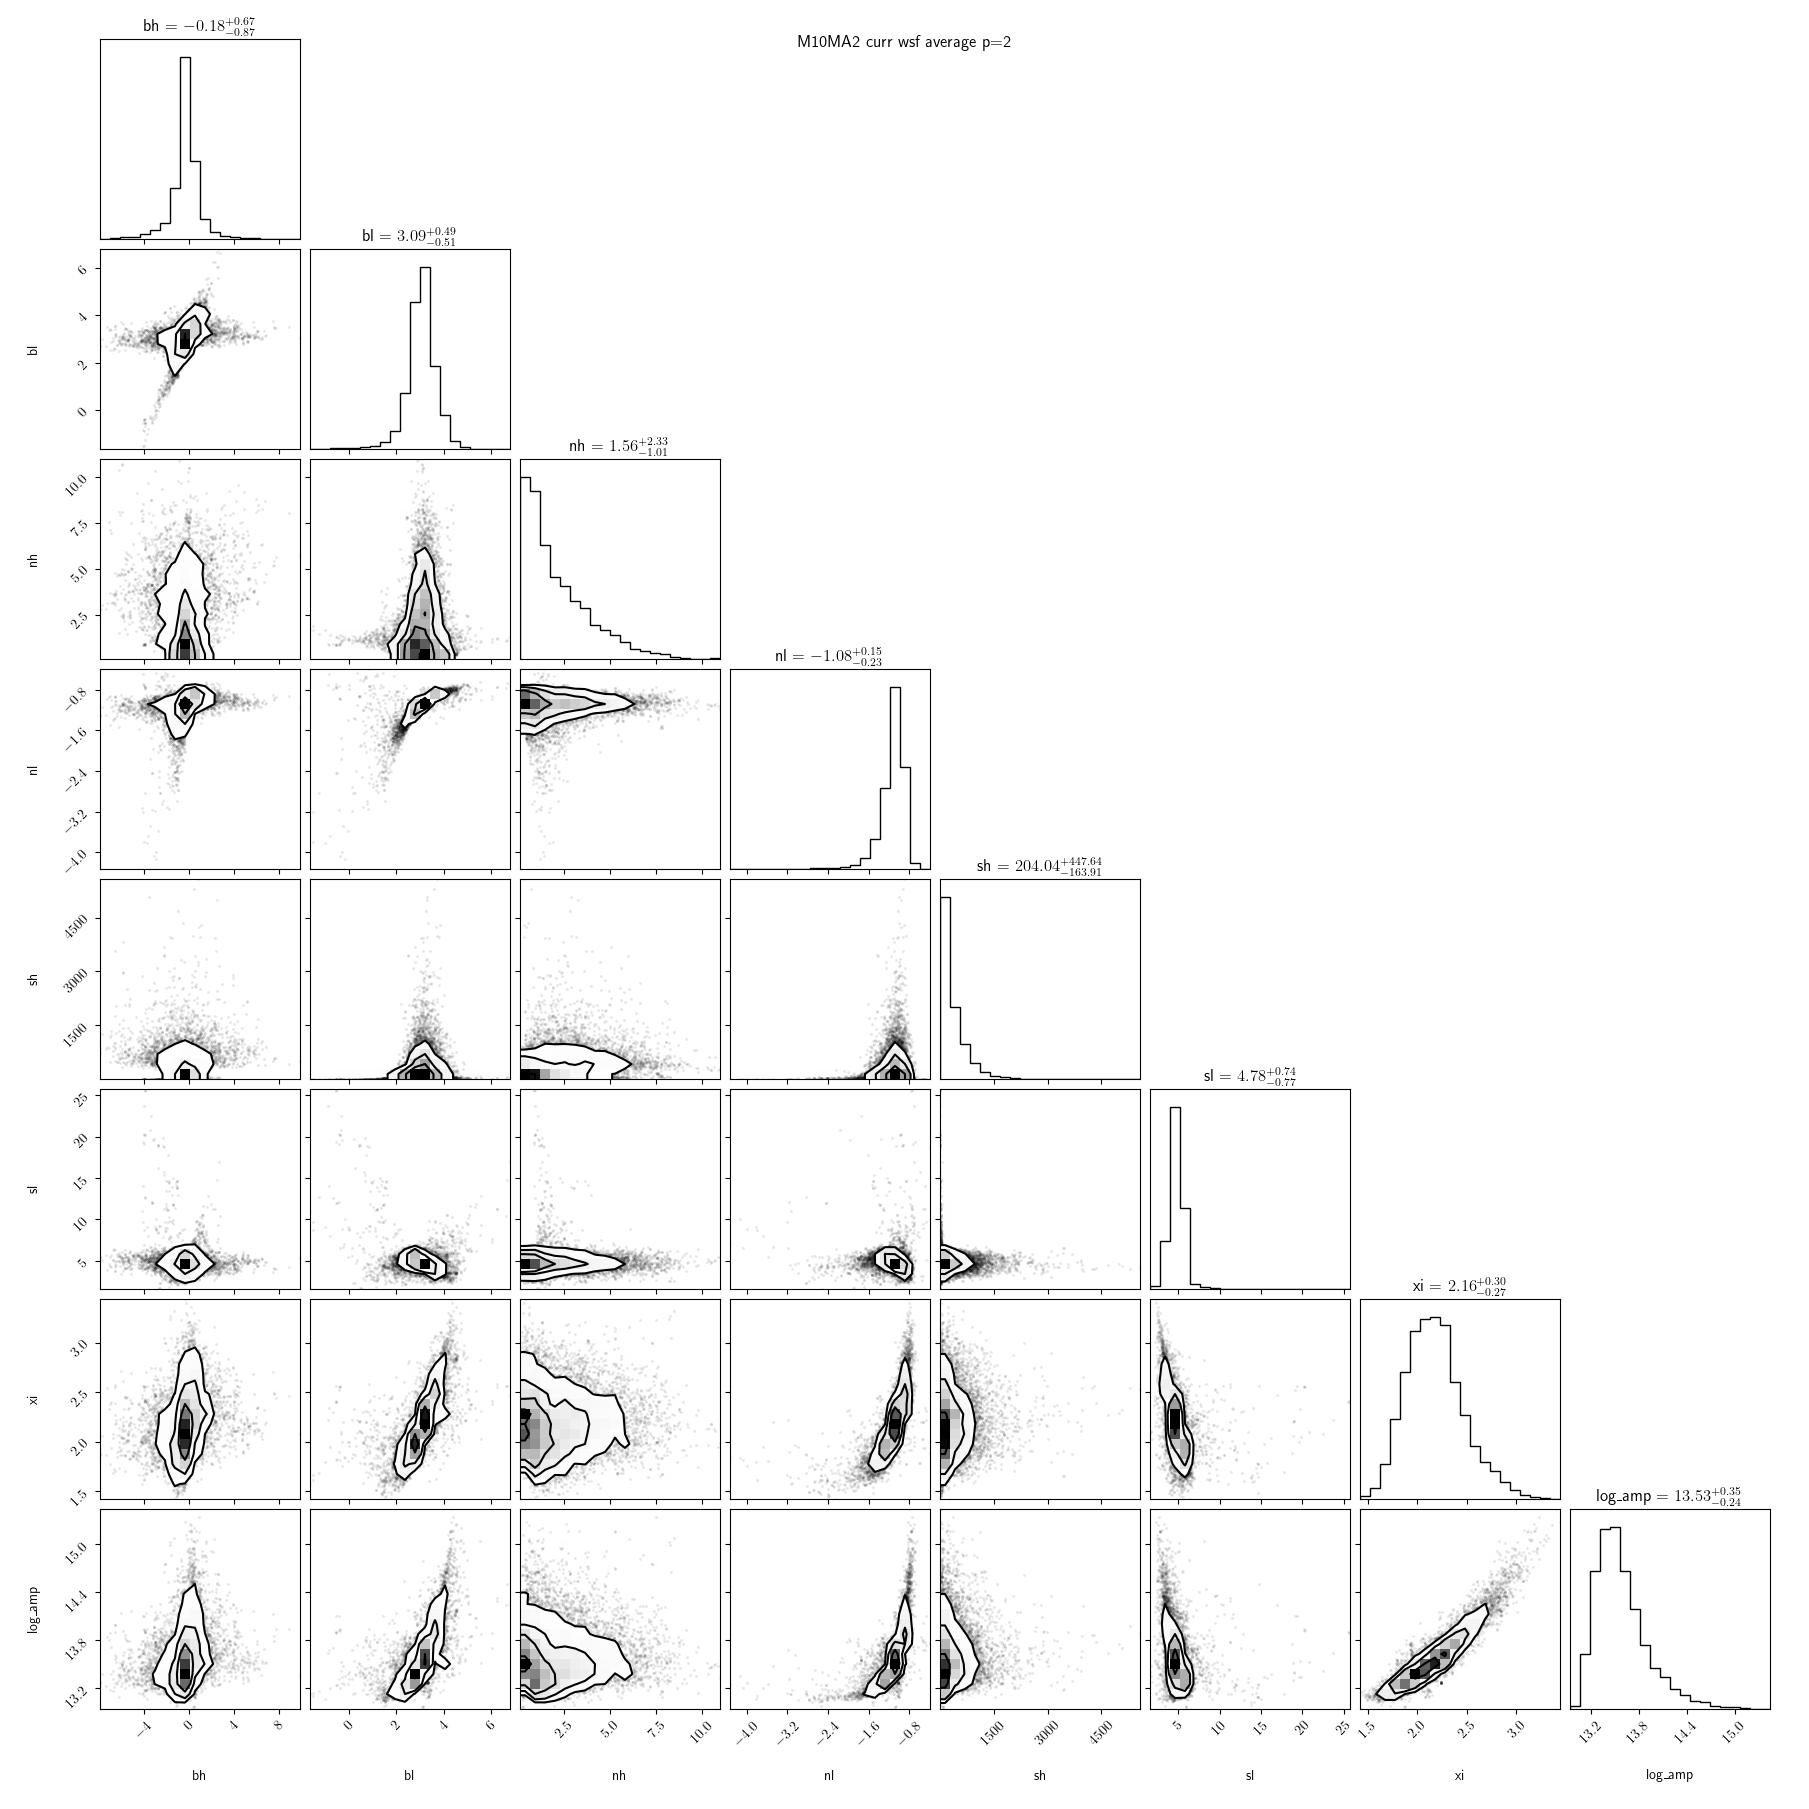 M10MA2 curr wsf average p=2
bh = −0.18^{+0.67}_{−0.87}
bl = 3.09^{+0.49}_{−0.51}
6
4
2
0
bl
nh = 1.56^{+2.33}_{−1.01}
10.0
7.5
5.0
2.5
nh
nl = −1.08^{+0.15}_{−0.23}
−0.8
−1.6
−2.4
−3.2
−4.0
nl
sh = 204.04^{+447.64}_{−163.91}
4500
3000
1500
sh
sl = 4.78^{+0.74}_{−0.77}
25
20
15
10
5
sl
xi = 2.16^{+0.30}_{−0.27}
3.0
2.5
2.0
1.5
xi
log_amp = 13.53^{+0.35}_{−0.24}
15.0
14.4
13.8
13.2
log_amp
−4 0 4 8 0 2 4 6 2.5 5.0 7.5 10.0 −4.0 −3.2 −2.4 −1.6 −0.8 1500 3000 4500 5 10 15 20 25 1.5 2.0 2.5 3.0 13.2 13.8 14.4 15.0
bh bl nh nl sh sl xi log_amp